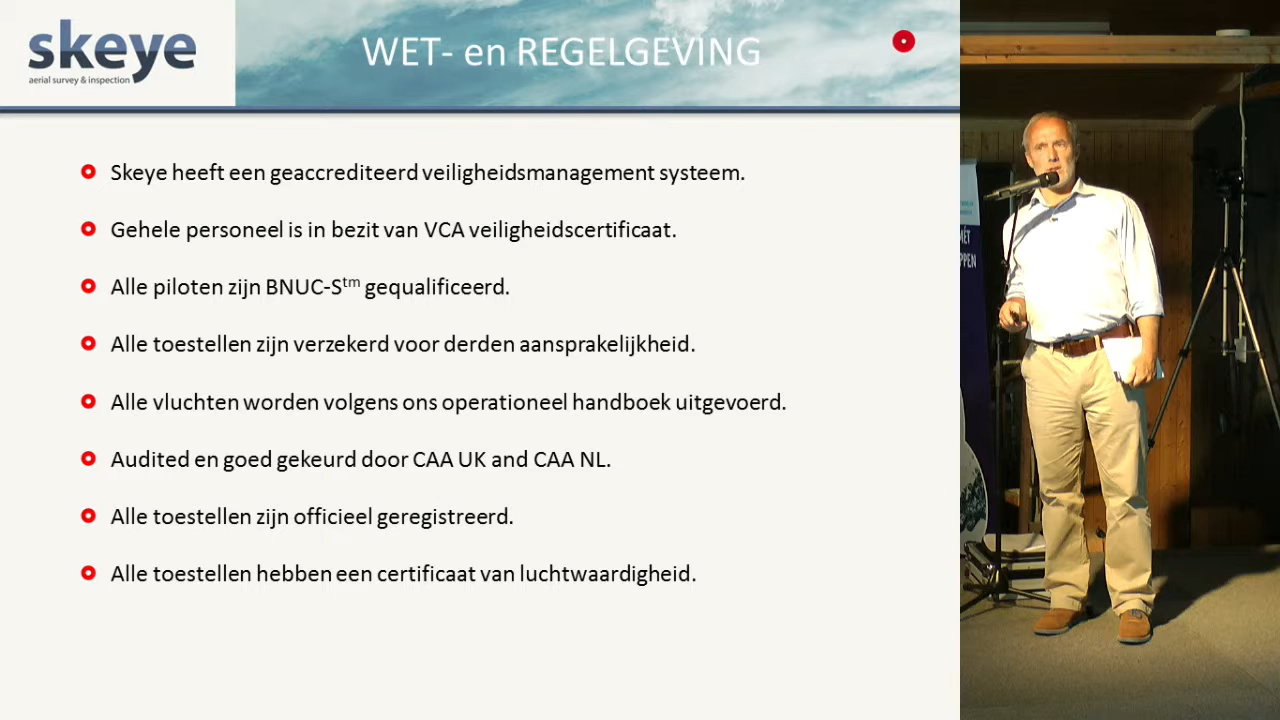 skeye
aerial survey & inspection
WET- en REGELGEVING
Skeye heeft een geaccrediteerd veiligheidsmanagement systeem.
Gehele personeel is in bezit van VCA veiligheidscertificaat.
Alle piloten zijn BNUC-Stm gequalificeerd.
Alle toestellen zijn verzekerd voor derden aansprakelijkheid.
Alle vluchten worden volgens ons operationeel handboek uitgevoerd.
Audited en goed gekeurd door CAA UK and CAA NL.
Alle toestellen zijn officieel geregistreerd.
Alle toestellen hebben een certificaat van luchtwaardigheid.